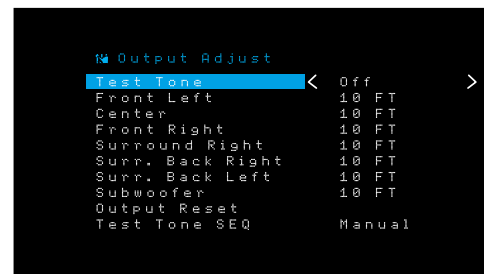 Output Adjust
Test Tone < Off >
Front Left 10 FT
Center 10 FT
Front Right 10 FT
Surround Right 10 FT
Surr. Back Right 10 FT
Surr. Back Left 10 FT
Subwoofer 10 FT
Output Reset
Test Tone SEQ Manual